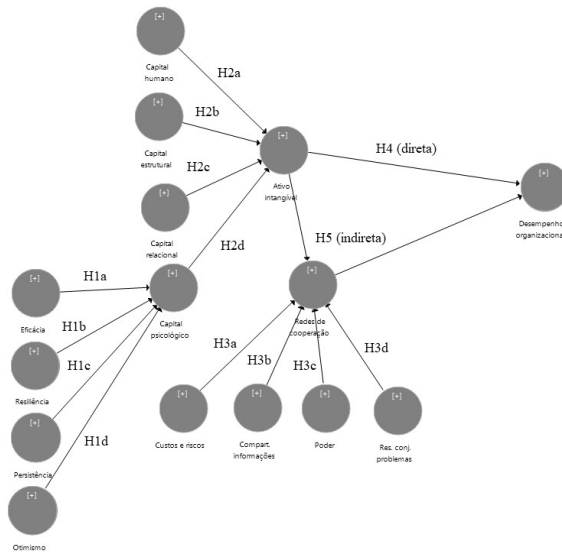 [+]
Capital
humano
H2a
[+]
Capital
estrutural
H2b
[+]
Ativo
intangível
H4 (direta)
[+]
Desempenho
organizaciona
H2c
[+]
Capital
relacional
H2d
H5 (indireta)
[+]
Eficácia
H1a
[+]
Capital
psicológico
[+]
Redes de
cooperação
H1b
[+]
Resiliência
H1c
[+]
Persistência
H1d
[+]
Otimismo
H3a
H3b
H3c
H3d
[+]
Custos e riscos
[+]
Compart.
informações
[+]
Poder
[+]
Res. conj.
problemas